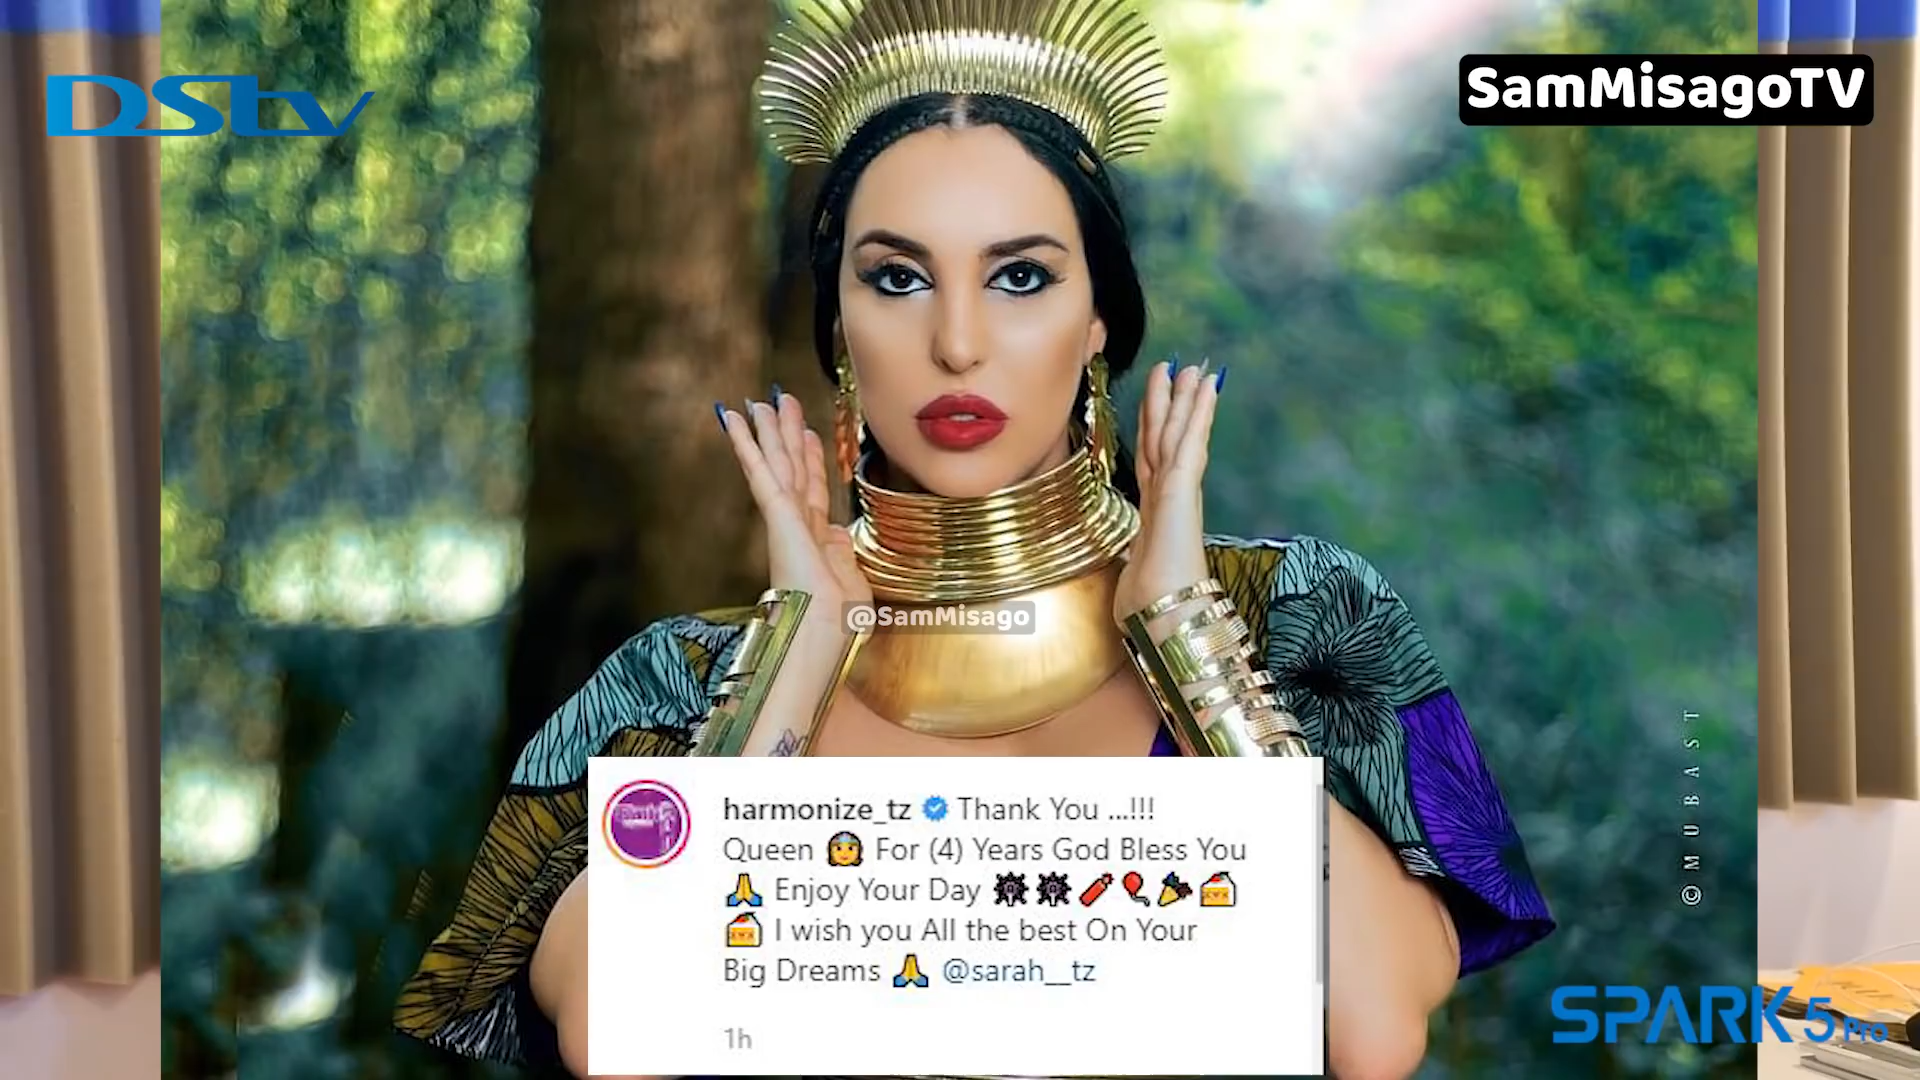 DStv
SamMisagoTV
@SamMisago
© MUBAST
harmonize_tz Thank You ...!!!
Queen 👸 For (4) Years God Bless You
🙏 Enjoy Your Day 🎆🎆🧨🎈🎉🍰
🍰 I wish you All the best On Your
Big Dreams 🙏 @sarah__tz
1h
SPARK 5 Pro